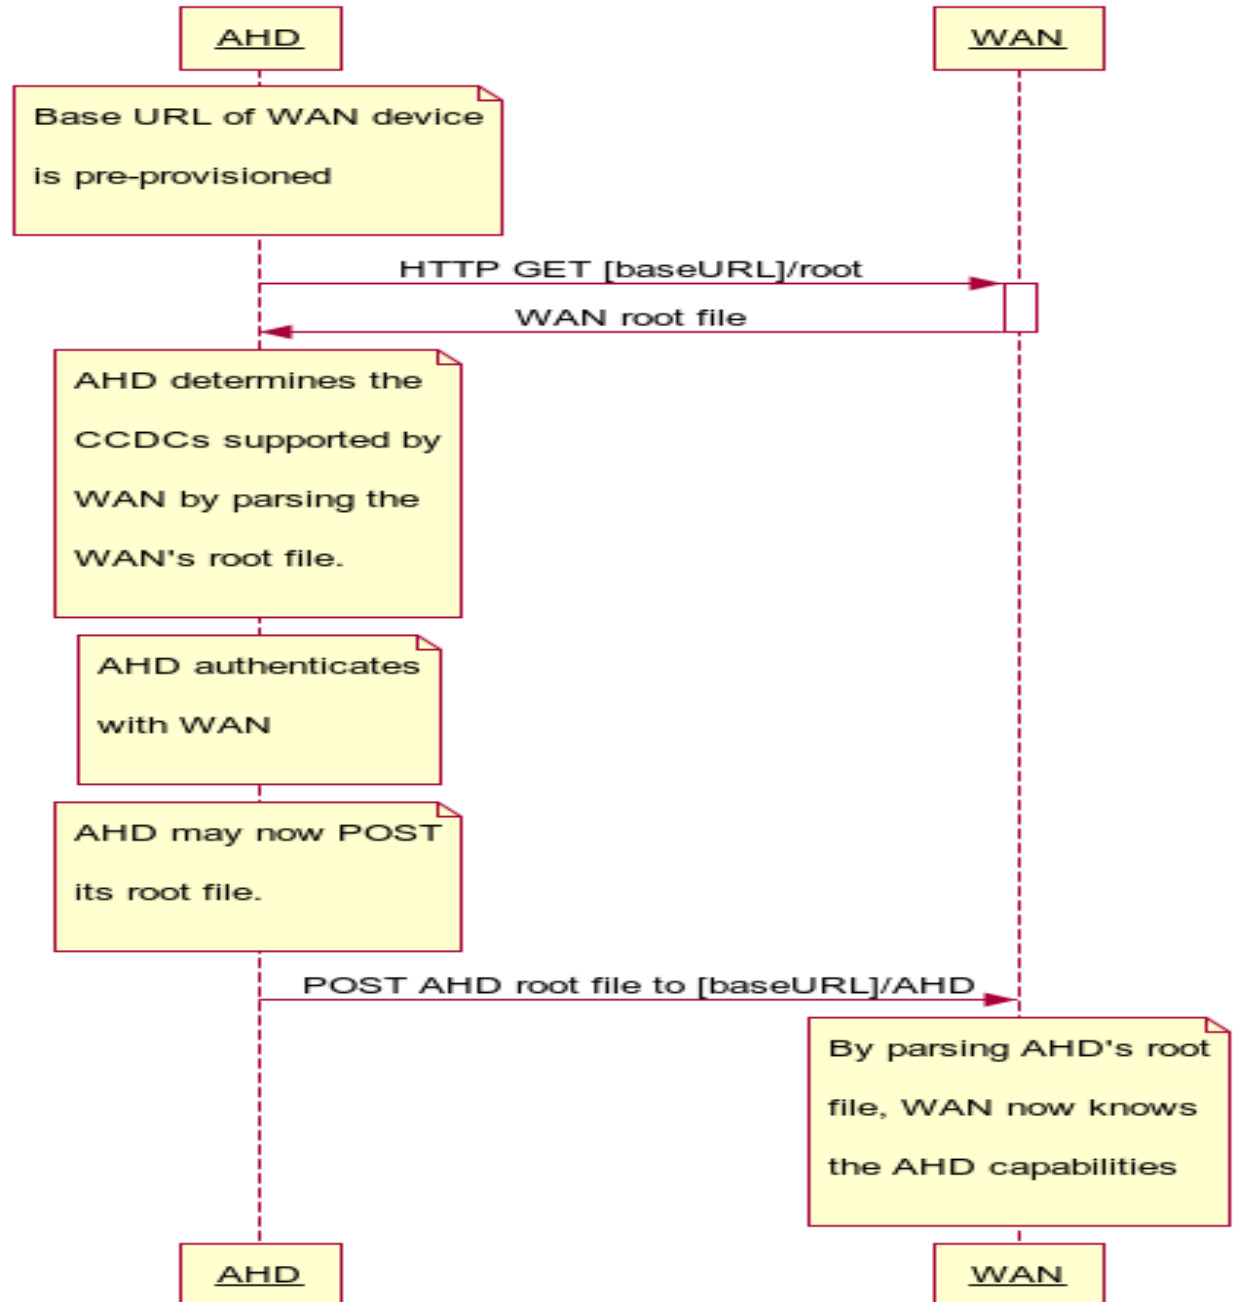 AHD
WAN
Base URL of WAN device
is pre-provisioned
HTTP GET [baseURL]/root
WAN root file
AHD determines the
CCDCs supported by
WAN by parsing the
WAN's root file.
AHD authenticates
with WAN
AHD may now POST
its root file.
POST AHD root file to [baseURL]/AHD
By parsing AHD's root
file, WAN now knows
the AHD capabilities
AHD
WAN